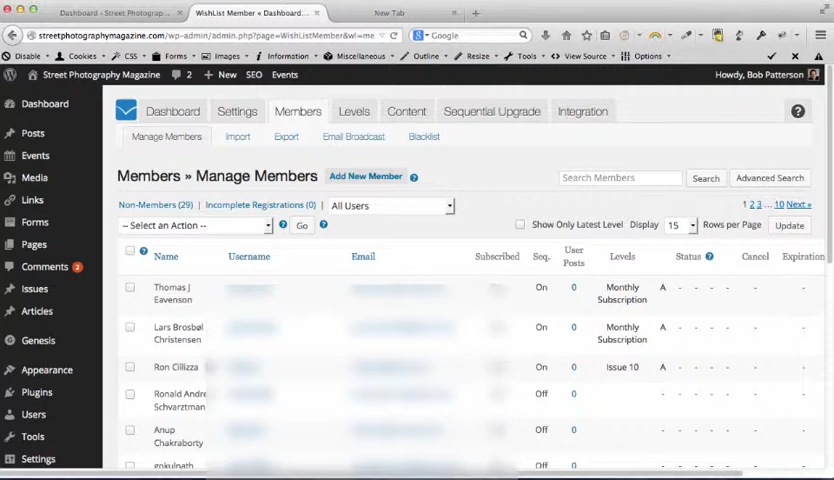 Dashboard - Street Photograp...
WishList Member « Dashboard...
New Tab
streetphotographymagazine.com/wp-admin/admin.php?page=WishListMember&wl=me
Google
Disable
Cookies
CSS
Forms
Images
Information
Miscellaneous
Outline
Resize
Tools
View Source
Options
Street Photography Magazine
2
+ New
SEO
Events
Howdy, Bob Patterson
Dashboard
Posts
Events
Media
Links
Forms
Pages
Comments 2
Issues
Articles
Genesis
Appearance
Plugins
Users
Tools
Settings
Dashboard
Settings
Members
Levels
Content
Sequential Upgrade
Integration
?
Manage Members
Import
Export
Email Broadcast
Blacklist
Members » Manage Members
Add New Member
?
Search Members
Search
Advanced Search
Non-Members (29) | Incomplete Registrations (0) |
All Users
1 2 3 ... 10 Next »
-- Select an Action --
?
Go
?
Show Only Latest Level
Display
15
Rows per Page
Update
?
Name
Username
Email
Subscribed
Seq.
User
Posts
Levels
Status
?
Cancel
Expiration
Thomas J
Eavenson
On
0
Monthly
Subscription
A - - - - -
Lars Brosbøl
Christensen
On
0
Monthly
Subscription
A - - - - -
Ron Cillizza
On
0
Issue 10
A - - - - -
Ronald Andre
Schvarztman
Off
0
- - - - - -
Anup
Chakraborty
Off
0
- - - - - -
gokulnath
Off
0
- - - - - -